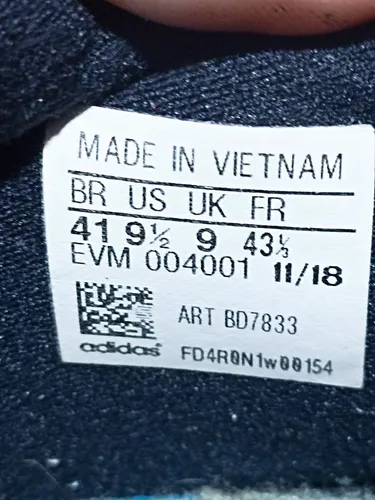 MADE IN VIETNAM
BR US UK FR
41 9½ 9 43⅓
EVM 004001 11/18
ART BD7833
adidas FD4R0N1w00154